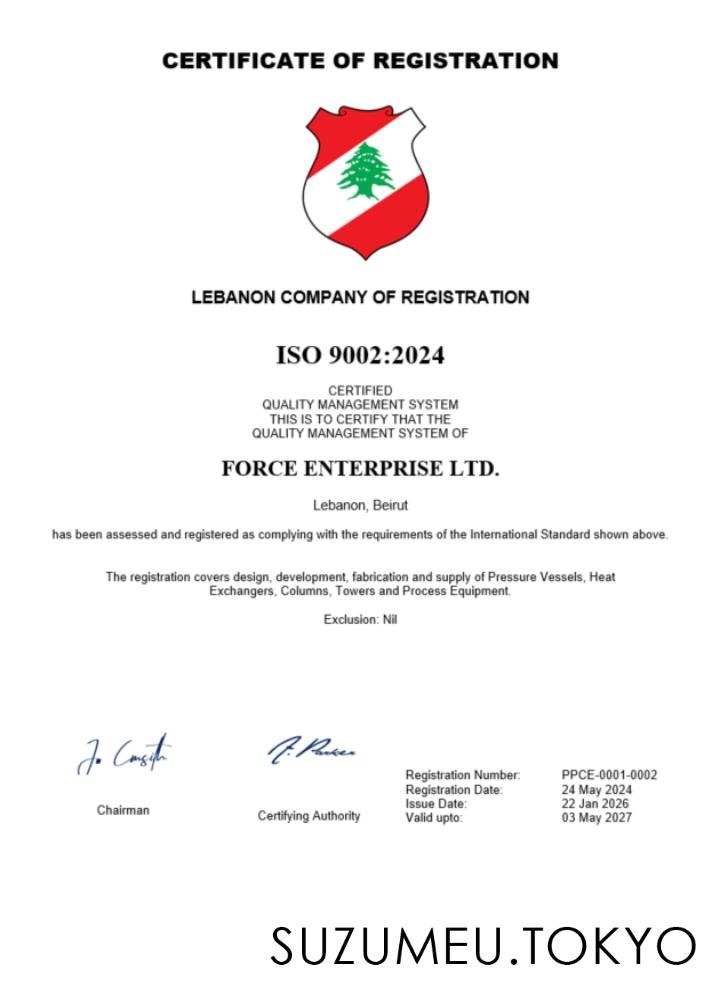 CERTIFICATE OF REGISTRATION
LEBANON COMPANY OF REGISTRATION
ISO 9002:2024
CERTIFIED
QUALITY MANAGEMENT SYSTEM
THIS IS TO CERTIFY THAT THE
QUALITY MANAGEMENT SYSTEM OF
FORCE ENTERPRISE LTD.
Lebanon, Beirut
has been assessed and registered as complying with the requirements of the International Standard shown above.
The registration covers design, development, fabrication and supply of Pressure Vessels, Heat
Exchangers, Columns, Towers and Process Equipment.
Exclusion: Nil
Chairman
Certifying Authority
Registration Number: PPCE-0001-0002
Registration Date: 24 May 2024
Issue Date: 22 Jan 2026
Valid upto: 03 May 2027
SUZUMEU.TOKYO